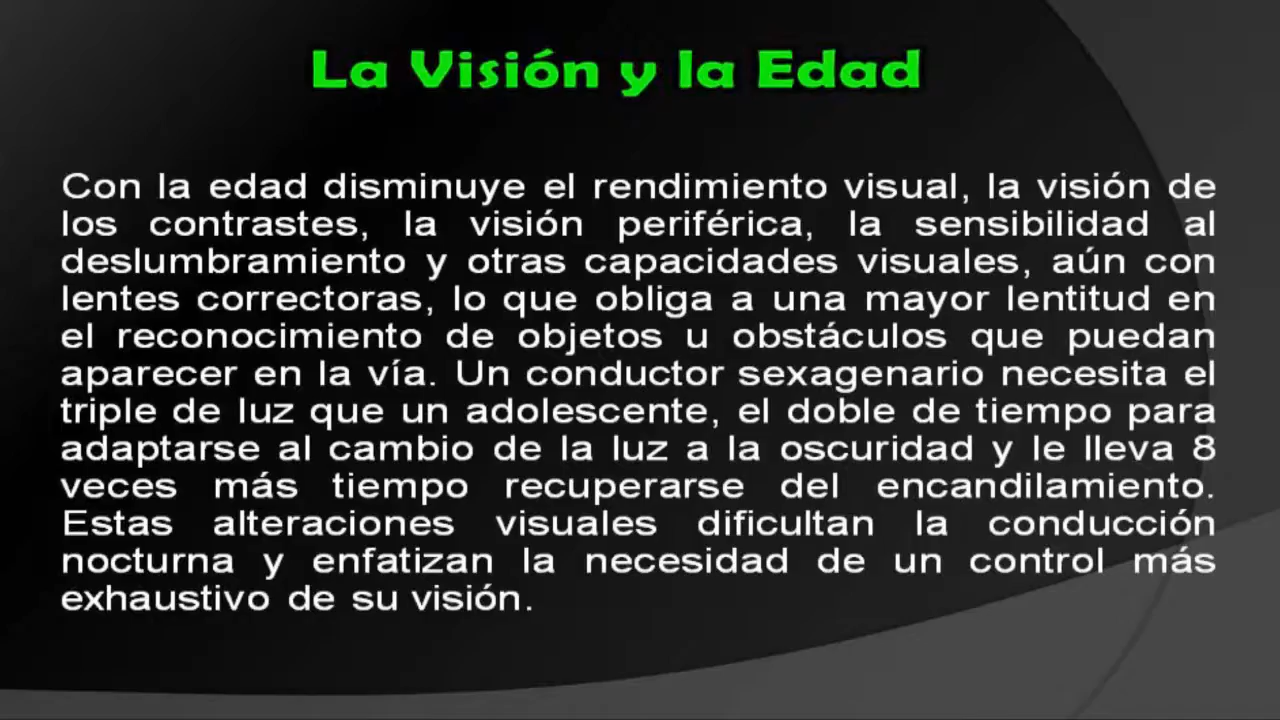 La Visión y la Edad
Con la edad disminuye el rendimiento visual, la visión de
los contrastes, la visión periférica, la sensibilidad al
deslumbramiento y otras capacidades visuales, aún con
lentes correctoras, lo que obliga a una mayor lentitud en
el reconocimiento de objetos u obstáculos que puedan
aparecer en la vía. Un conductor sexagenario necesita el
triple de luz que un adolescente, el doble de tiempo para
adaptarse al cambio de la luz a la oscuridad y le lleva 8
veces más tiempo recuperarse del encandilamiento.
Estas alteraciones visuales dificultan la conducción
nocturna y enfatizan la necesidad de un control más
exhaustivo de su visión.